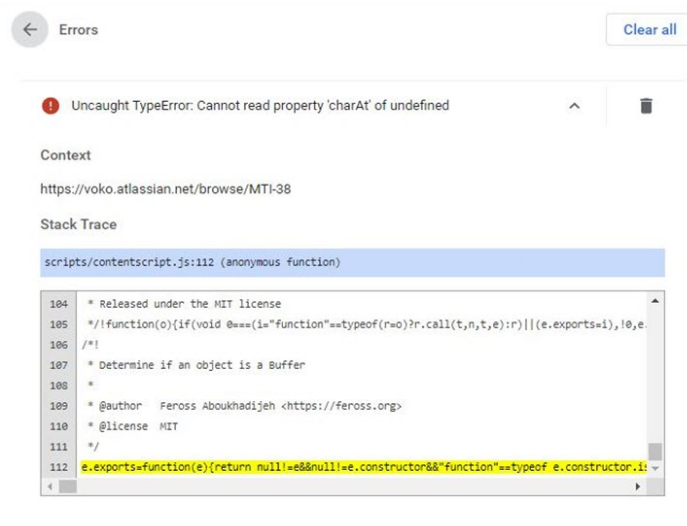 Errors
Clear all
Uncaught TypeError: Cannot read property 'charAt' of undefined
Context
https://voko.atlassian.net/browse/MTI-38
Stack Trace
scripts/contentscript.js:112 (anonymous function)
104 * Released under the MIT license
105 */!function(o){if(void 0===(i="function"==typeof(r=o)?r.call(t,n,t,e):r)||(e.exports=i),!0,e.
106 /*!
107 * Determine if an object is a Buffer
108 *
109 * @author Feross Aboukhadijeh <https://feross.org>
110 * @license MIT
111 */
112 e.exports=function(e){return null!=e&&null!=e.constructor&&"function"==typeof e.constructor.is